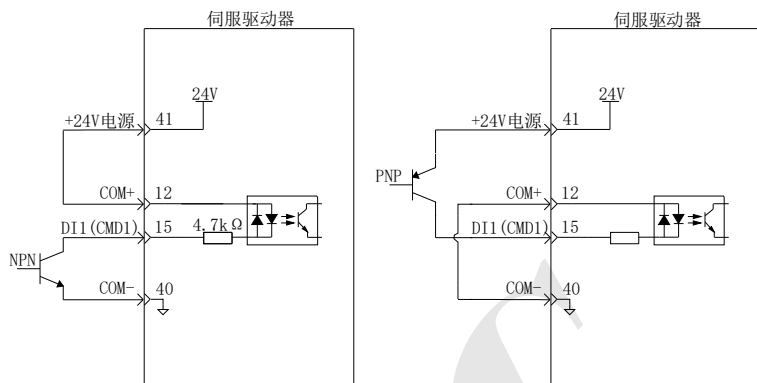 伺服驱动器
24V
+24V电源
41
COM+
12
DI1(CMD1)
15
4.7kΩ
NPN
COM-
40
伺服驱动器
24V
+24V电源
41
PNP
COM+
12
DI1(CMD1)
15
COM-
40